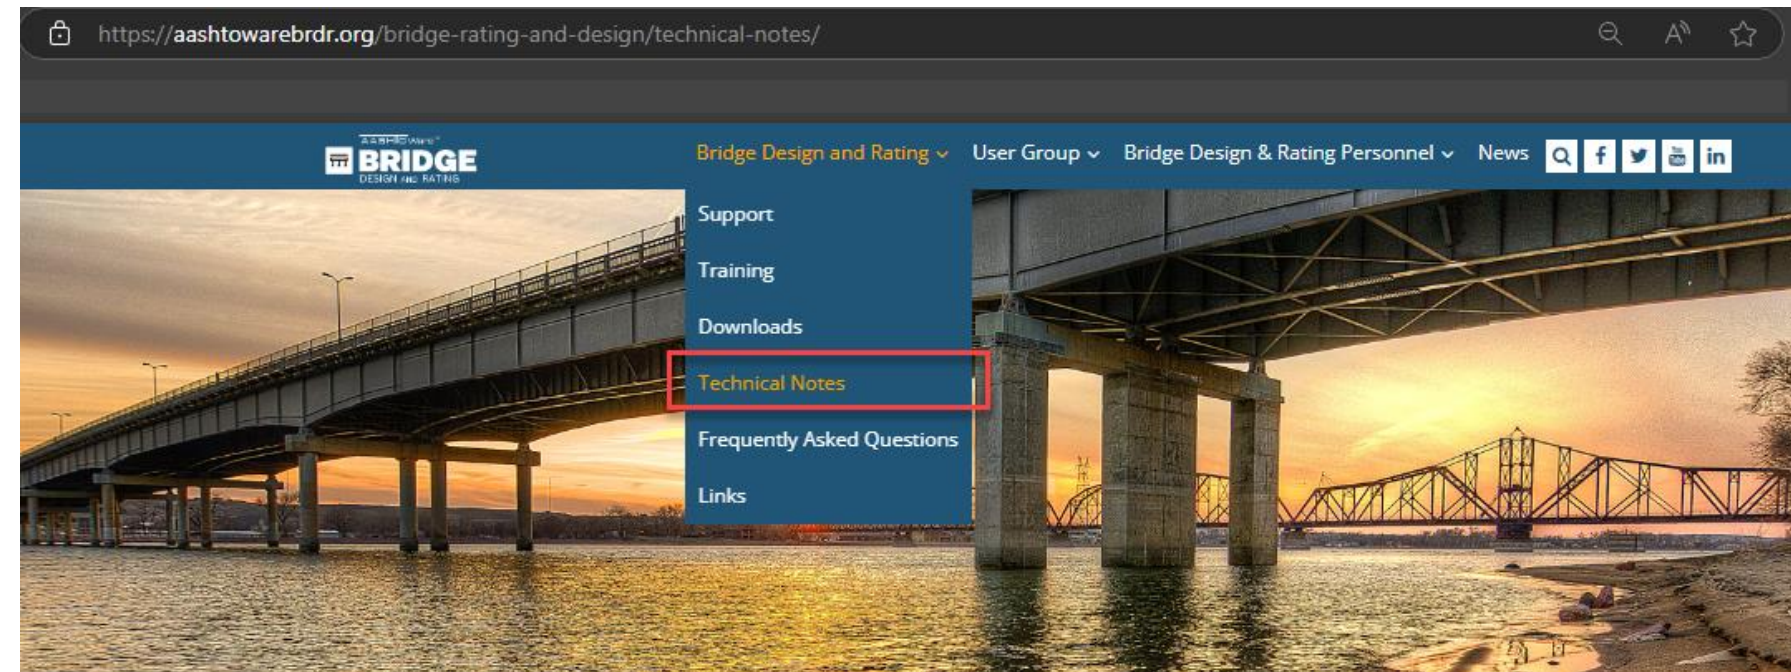 https://aashtowarebrdr.org/bridge-rating-and-design/technical-notes/
AASHTOWare™
BRIDGE
DESIGN AND RATING
Bridge Design and Rating
User Group
Bridge Design & Rating Personnel
News
Support
Training
Downloads
Technical Notes
Frequently Asked Questions
Links